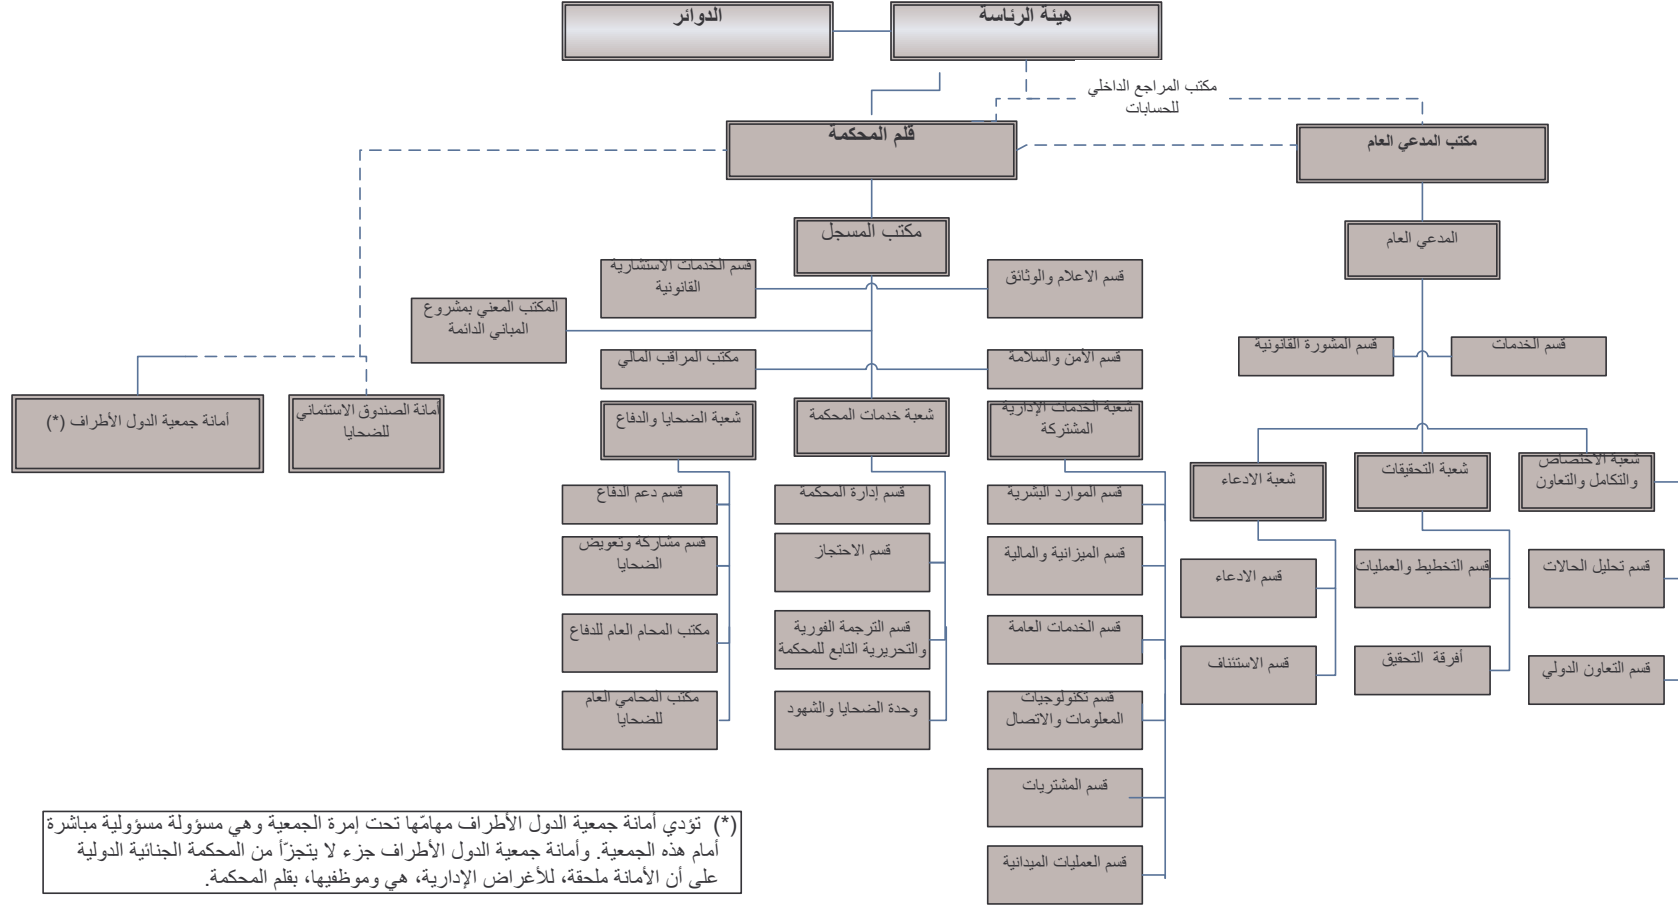 هيئة الرئاسة
الدوائر
مكتب المراجع الداخلي
للحسابات
قلم المحكمة
مكتب المدعي العام
مكتب المسجل
المدعي العام
قسم الاعلام والوثائق
قسم الخدمات الاستشارية
القانونية
المكتب المعني بمشروع
المباني الدائمة
قسم الخدمات
قسم المشورة القانونية
قسم الأمن والسلامة
مكتب المراقب المالي
شعبة الخدمات الإدارية
المشتركة
شعبة خدمات المحكمة
شعبة الضحايا والدفاع
أمانة الصندوق الاستئماني
للضحايا
أمانة جمعية الدول الأطراف (*)
شعبة الاختصاص
والتكامل والتعاون
شعبة التحقيقات
شعبة الادعاء
قسم الموارد البشرية
قسم إدارة المحكمة
قسم دعم الدفاع
قسم تحليل الحالات
قسم التخطيط والعمليات
قسم الادعاء
قسم الميزانية والمالية
قسم الاحتجاز
قسم مشاركة وتعويض
الضحايا
قسم الخدمات العامة
قسم الترجمة الفورية
والتحريرية التابع للمحكمة
مكتب المحام العام للدفاع
قسم التعاون الدولي
أفرقة التحقيق
قسم الاستئناف
قسم تكنولوجيات
المعلومات والاتصال
وحدة الضحايا والشهود
مكتب المحامي العام
للضحايا
قسم المشتريات
قسم العمليات الميدانية
(*) تؤدي أمانة جمعية الدول الأطراف مهامّها تحت إمرة الجمعية وهي مسؤولة مسؤولية مباشرة
أمام هذه الجمعية. وأمانة جمعية الدول الأطراف جزء لا يتجزّأ من المحكمة الجنائية الدولية
على أن الأمانة ملحقة، للأغراض الإدارية، هي وموظفيها، بقلم المحكمة.